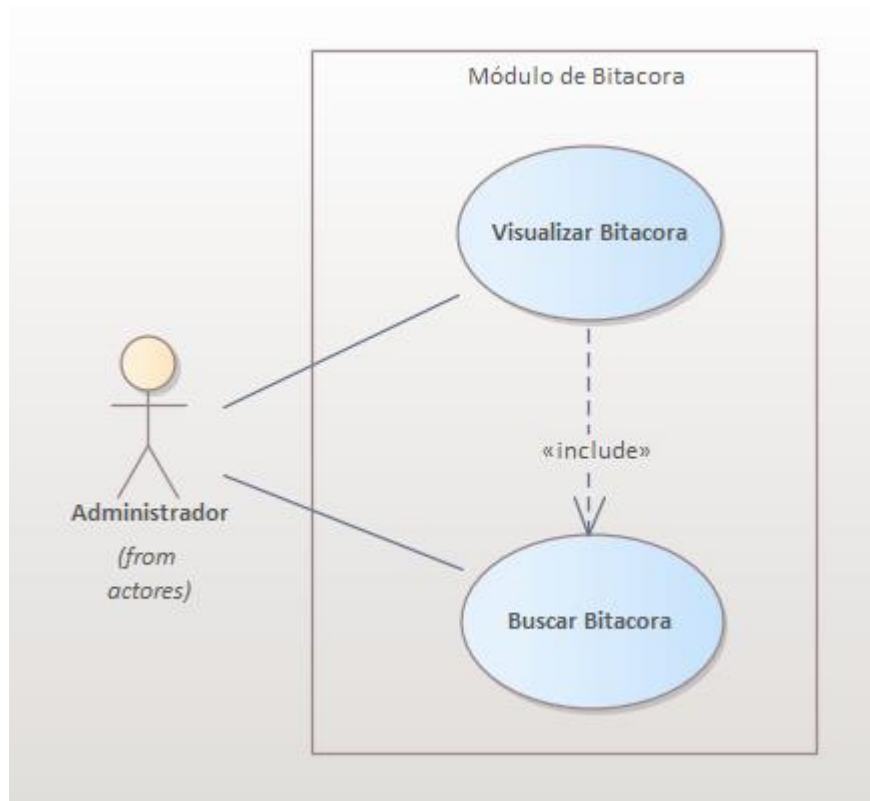 Módulo de Bitacora
Visualizar Bitacora
«include»
Administrador
(from
actores)
Buscar Bitacora